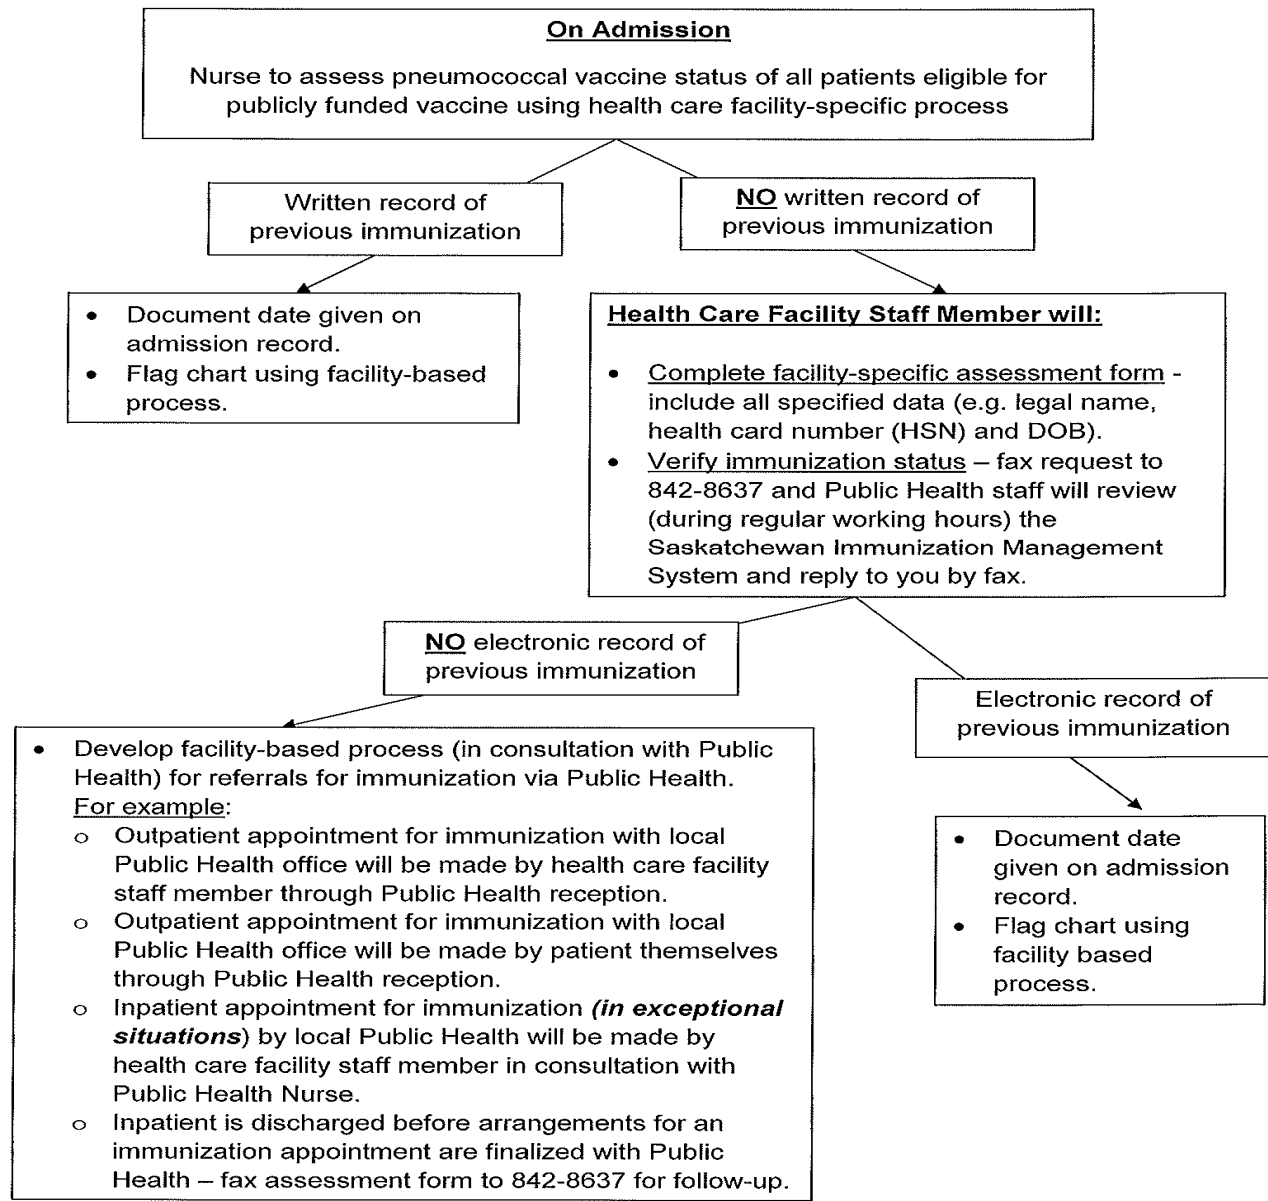 On Admission
Nurse to assess pneumococcal vaccine status of all patients eligible for
publicly funded vaccine using health care facility-specific process
Written record of
previous immunization
NO written record of
previous immunization
• Document date given on
admission record.
• Flag chart using facility-based
process.
Health Care Facility Staff Member will:
• Complete facility-specific assessment form -
include all specified data (e.g. legal name,
health card number (HSN) and DOB).
• Verify immunization status – fax request to
842-8637 and Public Health staff will review
(during regular working hours) the
Saskatchewan Immunization Management
System and reply to you by fax.
NO electronic record of
previous immunization
Electronic record of
previous immunization
• Develop facility-based process (in consultation with Public
Health) for referrals for immunization via Public Health.
For example:
o Outpatient appointment for immunization with local
Public Health office will be made by health care facility
staff member through Public Health reception.
o Outpatient appointment for immunization with local
Public Health office will be made by patient themselves
through Public Health reception.
o Inpatient appointment for immunization (in exceptional
situations) by local Public Health will be made by
health care facility staff member in consultation with
Public Health Nurse.
o Inpatient is discharged before arrangements for an
immunization appointment are finalized with Public
Health – fax assessment form to 842-8637 for follow-up.
• Document date
given on admission
record.
• Flag chart using
facility based
process.